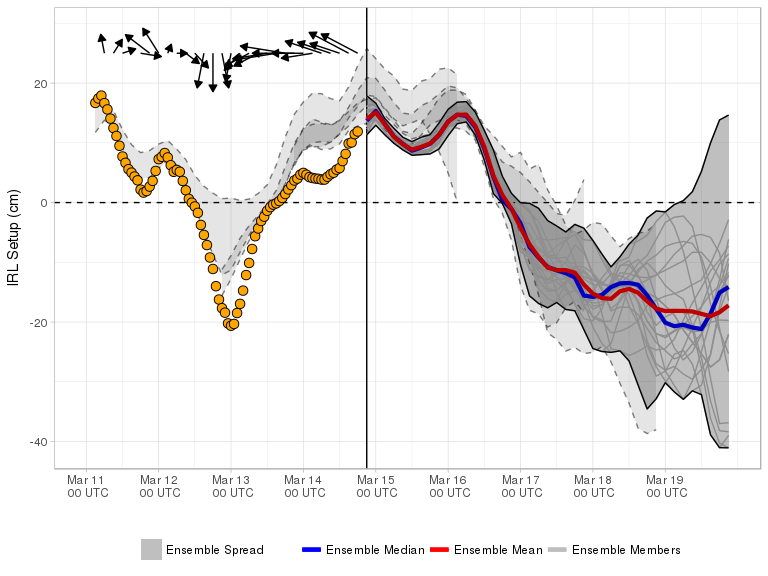 IRL Setup (cm)
20
0
-20
-40
Mar 11 Mar 12 Mar 13 Mar 14 Mar 15 Mar 16 Mar 17 Mar 18 Mar 19
00 UTC 00 UTC 00 UTC 00 UTC 00 UTC 00 UTC 00 UTC 00 UTC 00 UTC
Ensemble Spread Ensemble Median Ensemble Mean Ensemble Members